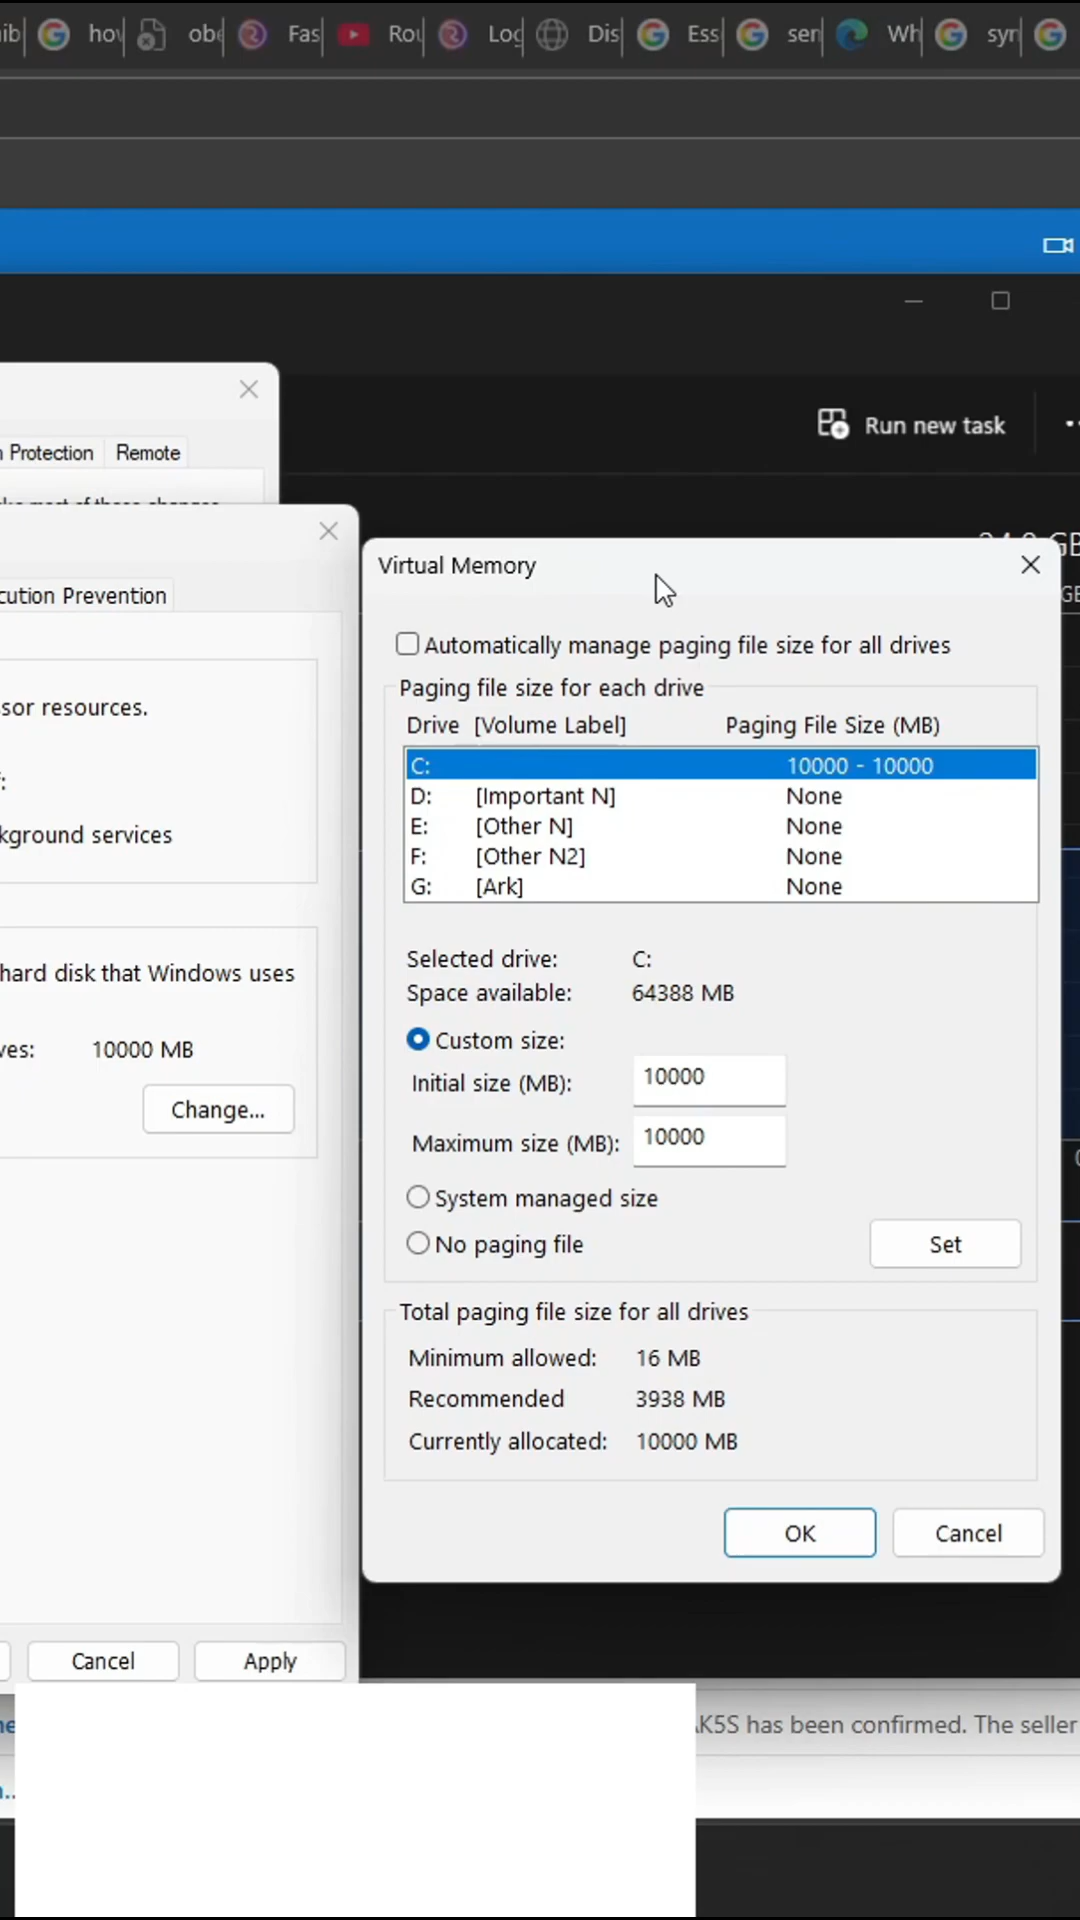 Run new task
Protection
Remote
Virtual Memory
cution Prevention
Automatically manage paging file size for all drives
Paging file size for each drive
Drive [Volume Label] Paging File Size (MB)
C: 10000 - 10000
D: [Important N] None
E: [Other N] None
F: [Other N2] None
G: [Ark] None
sor resources.
kground services
hard disk that Windows uses
ves: 10000 MB
Change...
Selected drive: C:
Space available: 64388 MB
Custom size:
Initial size (MB): 10000
Maximum size (MB): 10000
System managed size
No paging file
Set
Total paging file size for all drives
Minimum allowed: 16 MB
Recommended 3938 MB
Currently allocated: 10000 MB
OK Cancel
Cancel Apply
K5S has been confirmed. The seller